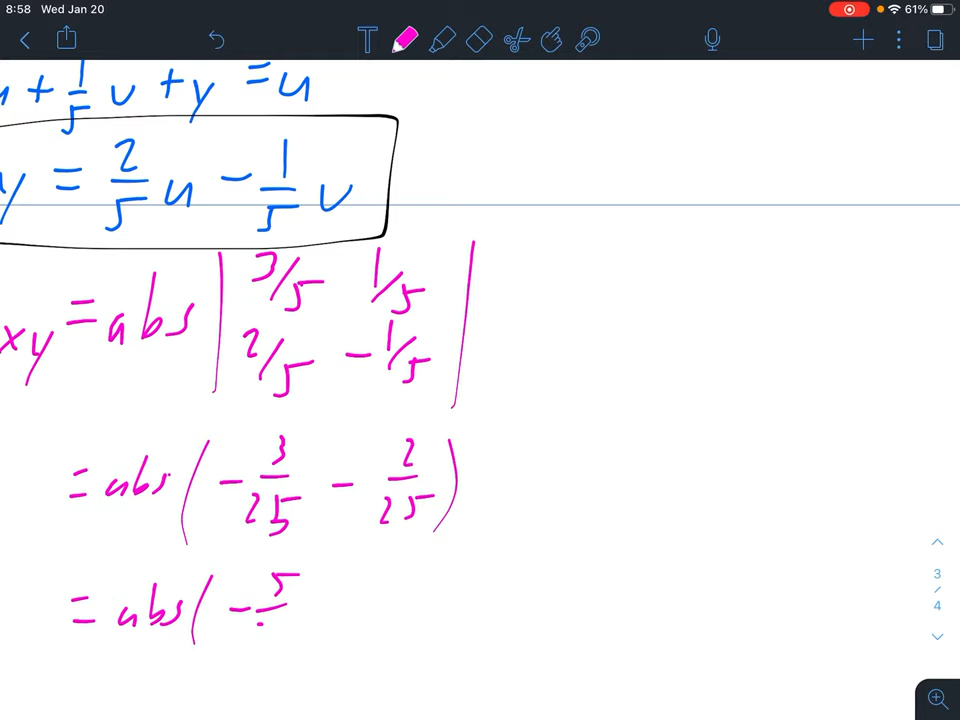 8:58 Wed Jan 20 61%
+ 1/5 v + y = u
y = 2/5 u - 1/5 v
xy = abs | 3/5 1/5
2/5 -1/5 |
= abs ( - 3/25 - 2/25 )
= abs ( - 5
3
/
4